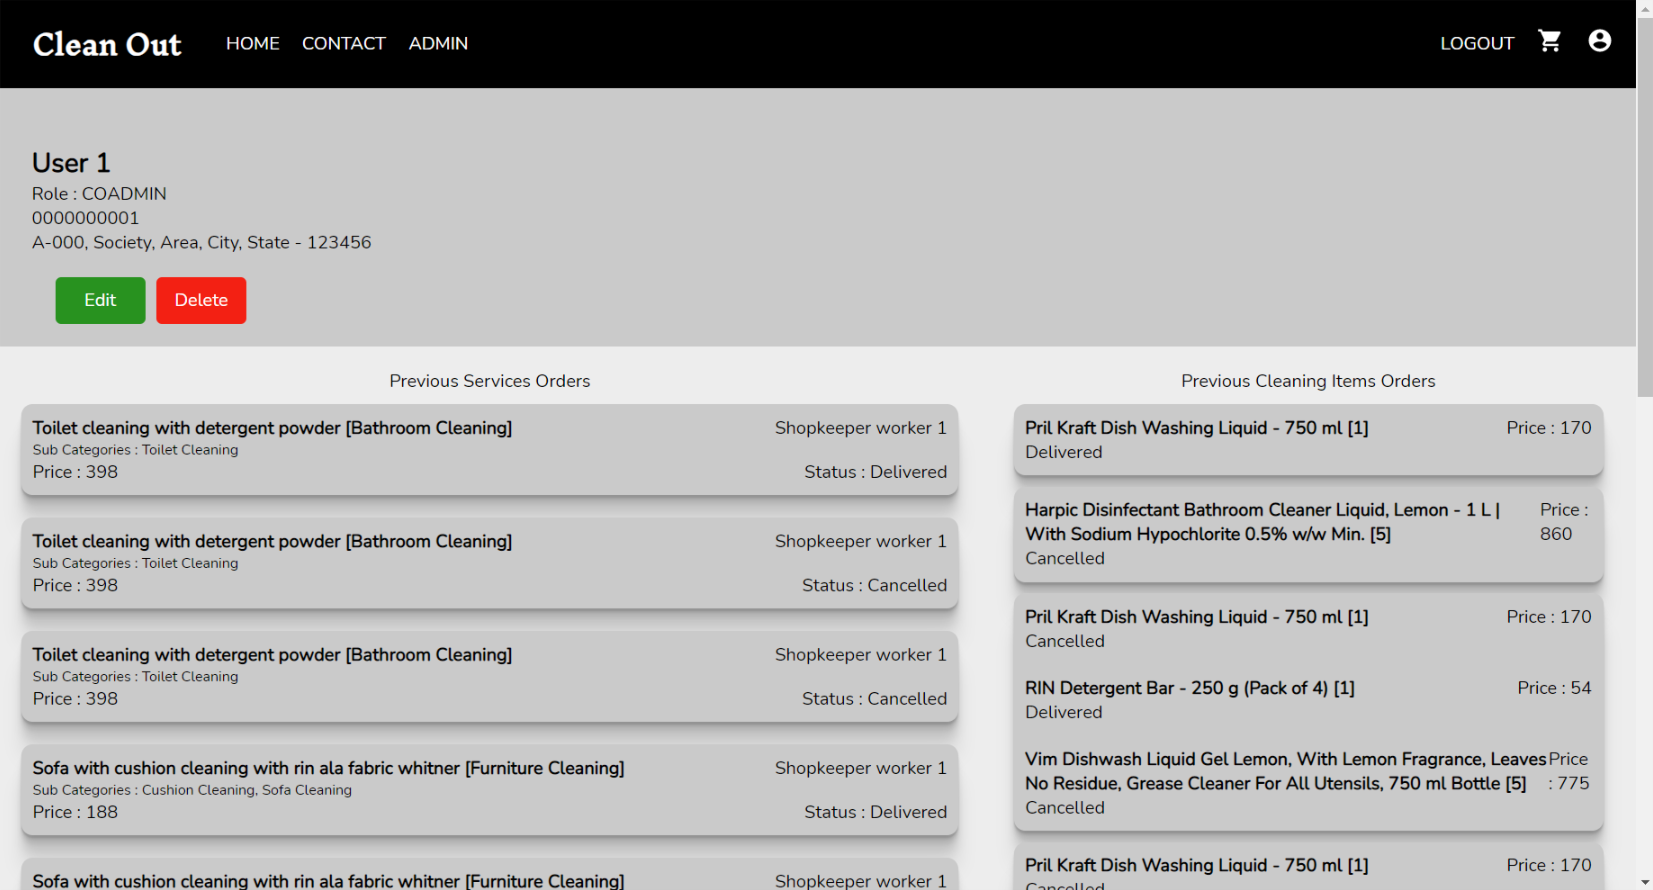 Clean Out
HOME
CONTACT
ADMIN
LOGOUT
User 1
Role : COADMIN
0000000001
A-000, Society, Area, City, State - 123456
Edit
Delete
Previous Services Orders
Toilet cleaning with detergent powder [Bathroom Cleaning]
Shopkeeper worker 1
Sub Categories : Toilet Cleaning
Price : 398
Status : Delivered
Toilet cleaning with detergent powder [Bathroom Cleaning]
Shopkeeper worker 1
Sub Categories : Toilet Cleaning
Price : 398
Status : Cancelled
Toilet cleaning with detergent powder [Bathroom Cleaning]
Shopkeeper worker 1
Sub Categories : Toilet Cleaning
Price : 398
Status : Cancelled
Sofa with cushion cleaning with rin ala fabric whitner [Furniture Cleaning]
Shopkeeper worker 1
Sub Categories : Cushion Cleaning, Sofa Cleaning
Price : 188
Status : Delivered
Sofa with cushion cleaning with rin ala fabric whitner [Furniture Cleaning]
Shopkeeper worker 1
Previous Cleaning Items Orders
Pril Kraft Dish Washing Liquid - 750 ml [1]
Price : 170
Delivered
Harpic Disinfectant Bathroom Cleaner Liquid, Lemon - 1 L |
With Sodium Hypochlorite 0.5% w/w Min. [5]
Price :
860
Cancelled
Pril Kraft Dish Washing Liquid - 750 ml [1]
Price : 170
Cancelled
RIN Detergent Bar - 250 g (Pack of 4) [1]
Price : 54
Delivered
Vim Dishwash Liquid Gel Lemon, With Lemon Fragrance, Leaves
No Residue, Grease Cleaner For All Utensils, 750 ml Bottle [5]
Price
: 775
Cancelled
Pril Kraft Dish Washing Liquid - 750 ml [1]
Price : 170
Cancelled